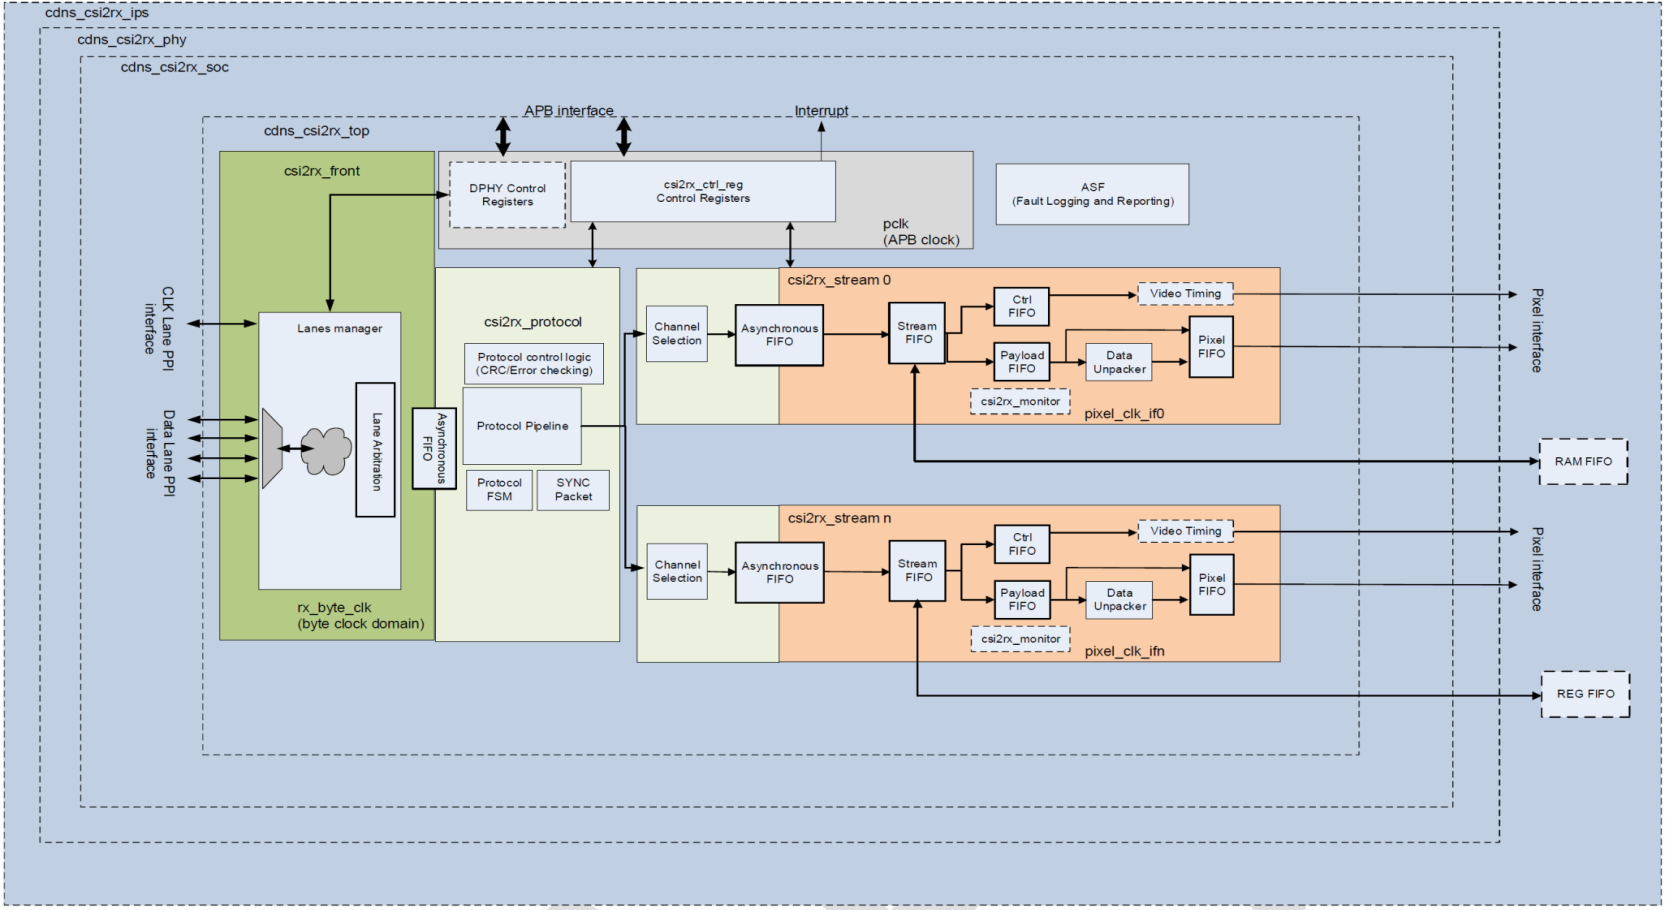 cdns_csi2rx_ips
cdns_csi2rx_phy
cdns_csi2rx_soc
cdns_csi2rx_top
APB interface
Interrupt
csi2rx_front
DPHY Control
Registers
csi2rx_ctrl_reg
Control Registers
pclk
(APB clock)
ASF
(Fault Logging and Reporting)
CLK Lane PPI
interface
Data Lane PPI
interface
Lanes manager
Lane Arbitration
rx_byte_clk
(byte clock domain)
Asynchronous
FIFO
csi2rx_protocol
Protocol control logic
(CRC/Error checking)
Protocol Pipeline
Protocol
FSM
SYNC
Packet
csi2rx_stream 0
Channel
Selection
Asynchronous
FIFO
Stream
FIFO
Ctrl
FIFO
Video Timing
Payload
FIFO
Data
Unpacker
Pixel
FIFO
csi2rx_monitor
pixel_clk_if0
Pixel interface
RAM FIFO
csi2rx_stream n
Channel
Selection
Asynchronous
FIFO
Stream
FIFO
Ctrl
FIFO
Video Timing
Payload
FIFO
Data
Unpacker
Pixel
FIFO
csi2rx_monitor
pixel_clk_ifn
Pixel interface
REG FIFO